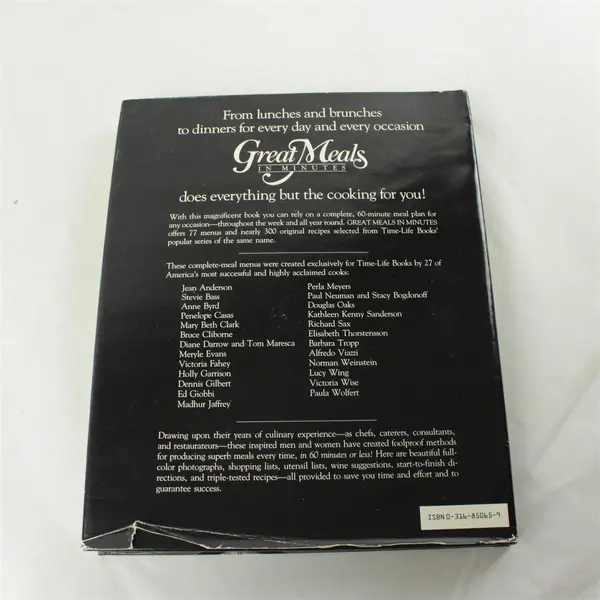 From lunches and brunches
to dinners for every day and every occasion
Great Meals
IN MINUTES
does everything but the cooking for you!
With this magnificent book you can rely on a complete, 60-minute meal plan for
any occasion—throughout the week and all year round. GREAT MEALS IN MINUTES
offers 77 menus and nearly 300 original recipes selected from Time-Life Books'
popular series of the same name.
These complete-meal menus were created exclusively for Time-Life Books by 27 of
America's most successful and highly acclaimed cooks:
Jean Anderson
Stevie Bass
Anne Byrd
Penelope Casas
Mary Beth Clark
Bruce Cliborne
Diane Darrow and Tom Maresca
Meryle Evans
Victoria Fahey
Holly Garrison
Dennis Gilbert
Ed Giobbi
Madhur Jaffrey
Perla Meyers
Paul Neuman and Stacy Bogdonoff
Douglas Oaks
Kathleen Kenny Sanderson
Richard Sax
Elisabeth Thorstensson
Barbara Tropp
Alfredo Viazzi
Norman Weinstein
Lucy Wing
Victoria Wise
Paula Wolfert
Drawing upon their years of culinary experience—as chefs, caterers, consultants,
and restaurateurs—these inspired men and women have created foolproof methods
for producing superb meals every time, in 60 minutes or less! Here are beautiful full-
color photographs, shopping lists, utensil lists, wine suggestions, start-to-finish di-
rections, and triple-tested recipes—all provided to save you time and effort and to
guarantee success.
ISBN 0-316-85065-9